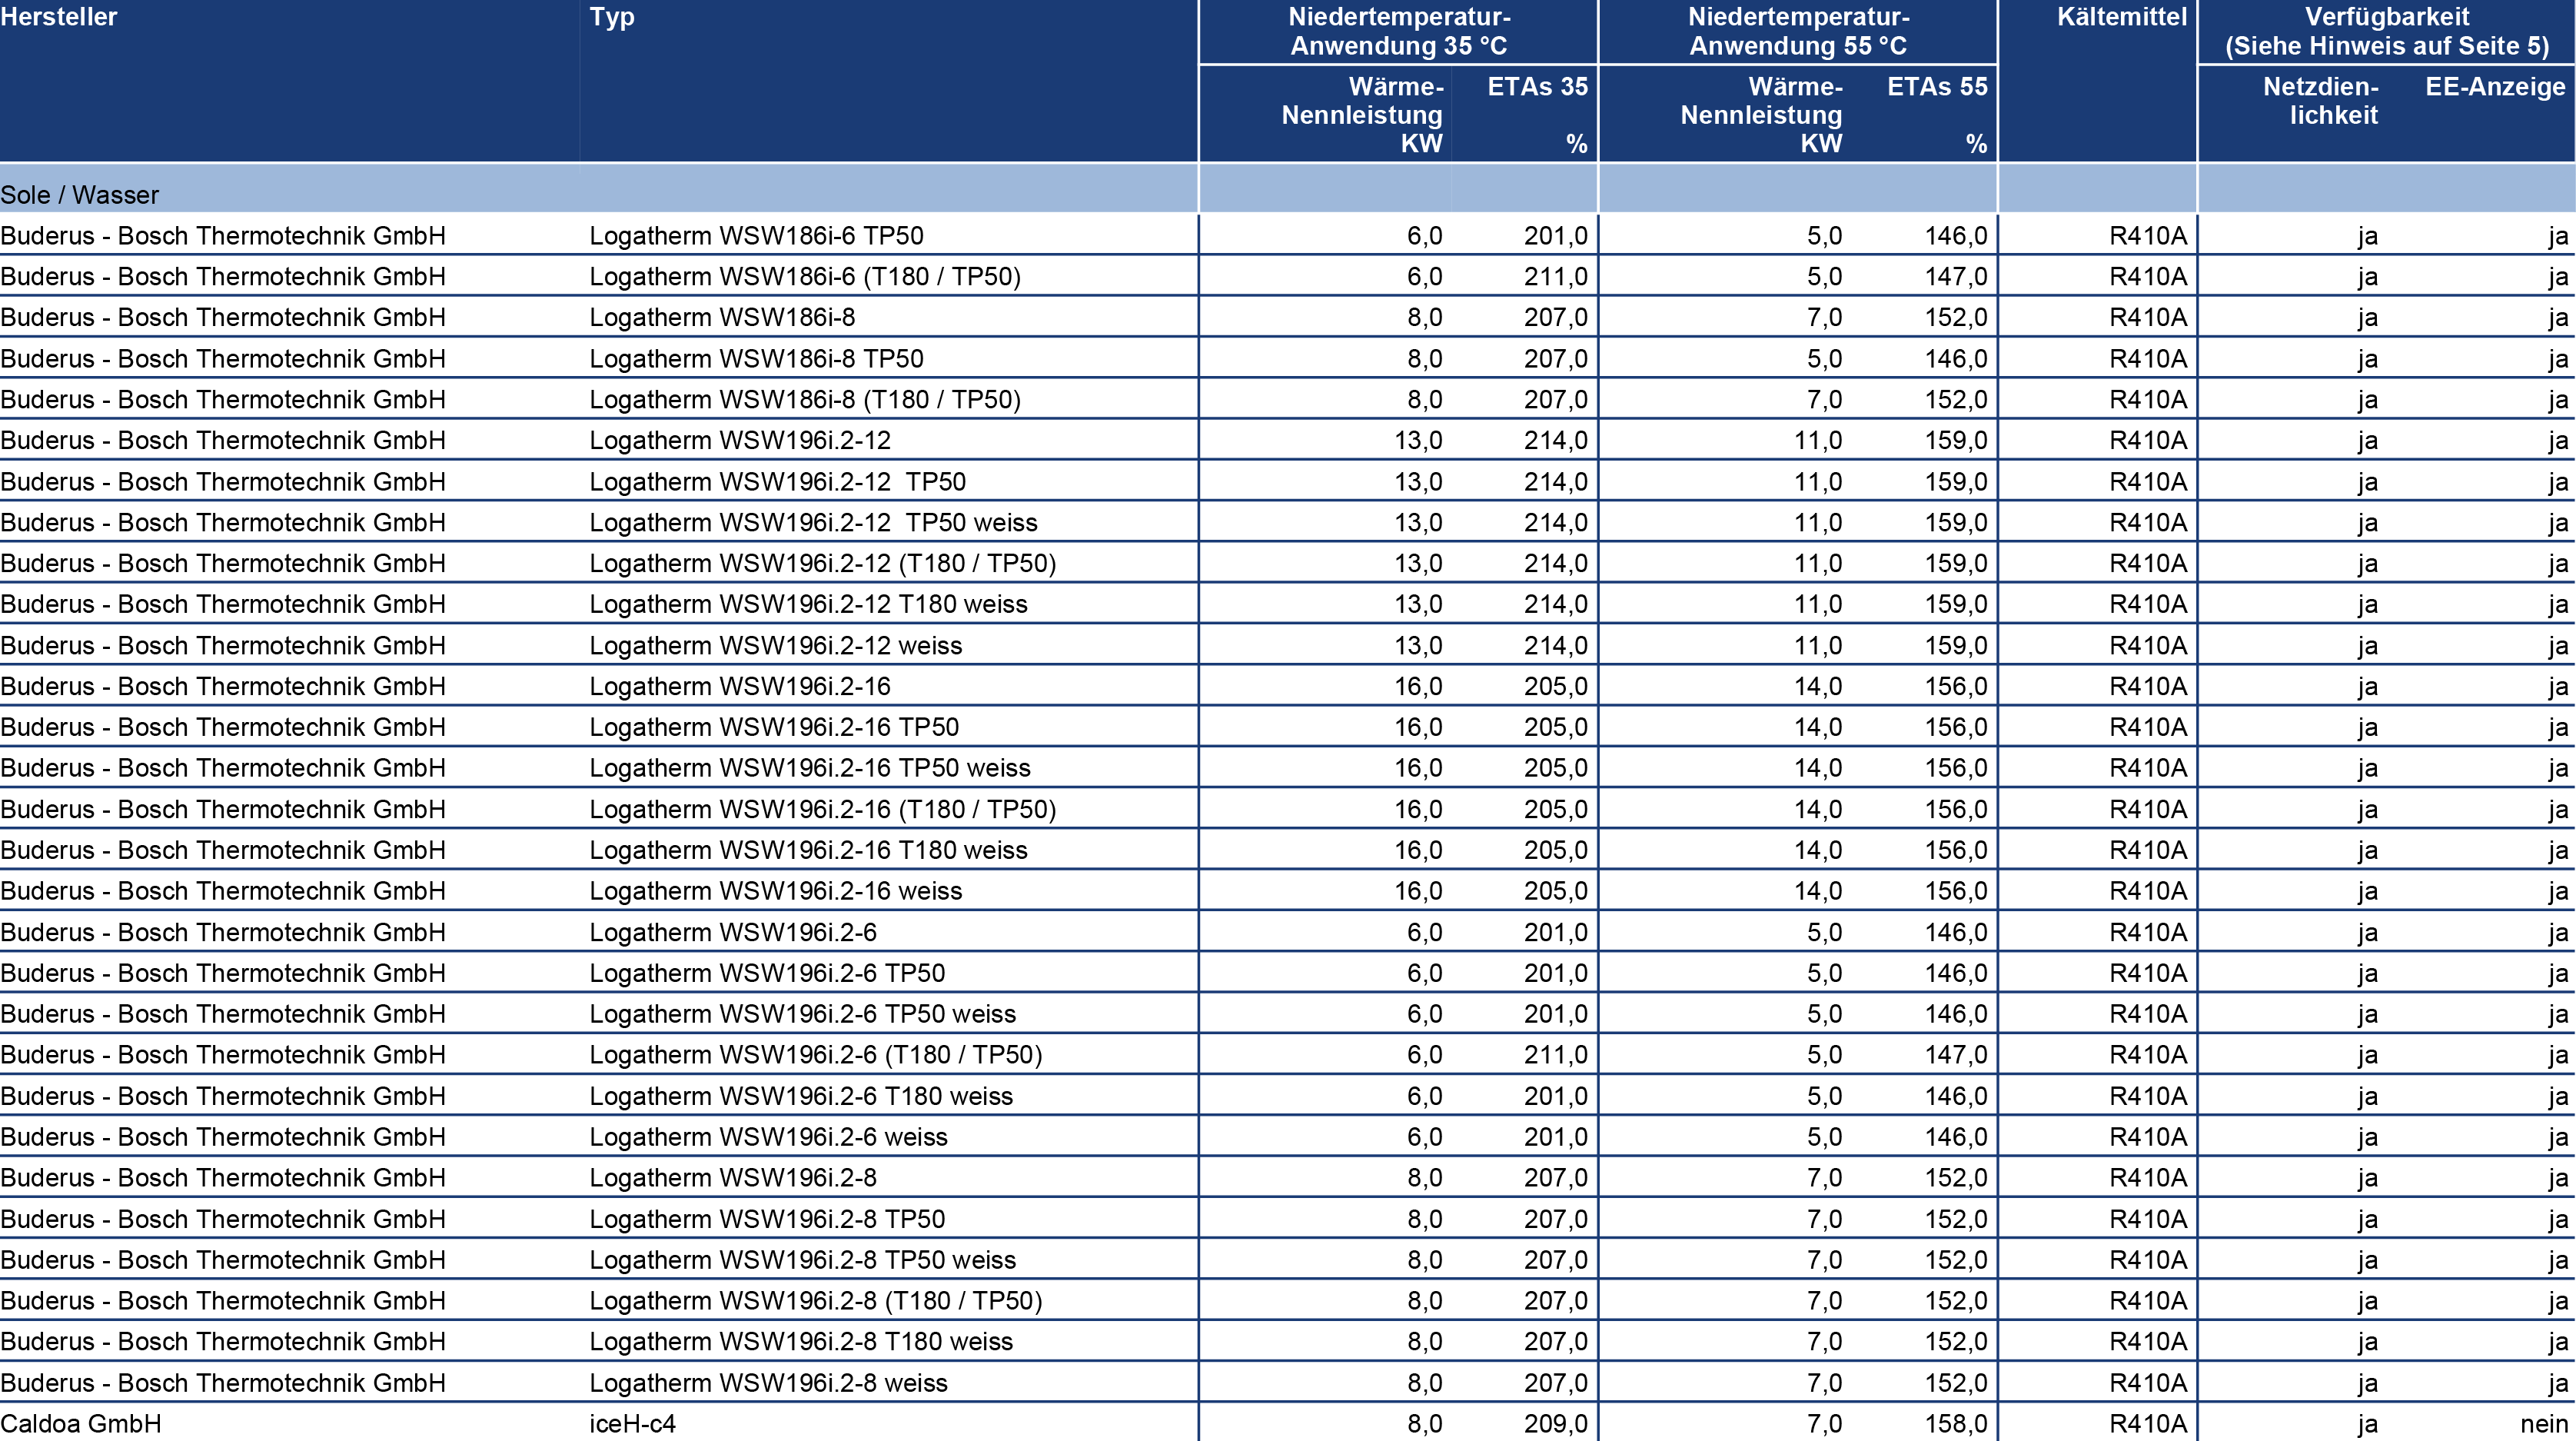 Hersteller Typ Niedertemperatur- Niedertemperatur- Kältemittel Verfügbarkeit
Anwendung 35 °C Anwendung 55 °C (Siehe Hinweis auf Seite 5)
Wärme- ETAs 35 Wärme- ETAs 55 Netzdien- EE-Anzeige
Nennleistung Nennleistung lichkeit
KW % KW %
Sole / Wasser
Buderus - Bosch Thermotechnik GmbH Logatherm WSW186i-6 TP50 6,0 201,0 5,0 146,0 R410A ja ja
Buderus - Bosch Thermotechnik GmbH Logatherm WSW186i-6 (T180 / TP50) 6,0 211,0 5,0 147,0 R410A ja ja
Buderus - Bosch Thermotechnik GmbH Logatherm WSW186i-8 8,0 207,0 7,0 152,0 R410A ja ja
Buderus - Bosch Thermotechnik GmbH Logatherm WSW186i-8 TP50 8,0 207,0 5,0 146,0 R410A ja ja
Buderus - Bosch Thermotechnik GmbH Logatherm WSW186i-8 (T180 / TP50) 8,0 207,0 7,0 152,0 R410A ja ja
Buderus - Bosch Thermotechnik GmbH Logatherm WSW196i.2-12 13,0 214,0 11,0 159,0 R410A ja ja
Buderus - Bosch Thermotechnik GmbH Logatherm WSW196i.2-12  TP50 13,0 214,0 11,0 159,0 R410A ja ja
Buderus - Bosch Thermotechnik GmbH Logatherm WSW196i.2-12  TP50 weiss 13,0 214,0 11,0 159,0 R410A ja ja
Buderus - Bosch Thermotechnik GmbH Logatherm WSW196i.2-12 (T180 / TP50) 13,0 214,0 11,0 159,0 R410A ja ja
Buderus - Bosch Thermotechnik GmbH Logatherm WSW196i.2-12 T180 weiss 13,0 214,0 11,0 159,0 R410A ja ja
Buderus - Bosch Thermotechnik GmbH Logatherm WSW196i.2-12 weiss 13,0 214,0 11,0 159,0 R410A ja ja
Buderus - Bosch Thermotechnik GmbH Logatherm WSW196i.2-16 16,0 205,0 14,0 156,0 R410A ja ja
Buderus - Bosch Thermotechnik GmbH Logatherm WSW196i.2-16 TP50 16,0 205,0 14,0 156,0 R410A ja ja
Buderus - Bosch Thermotechnik GmbH Logatherm WSW196i.2-16 TP50 weiss 16,0 205,0 14,0 156,0 R410A ja ja
Buderus - Bosch Thermotechnik GmbH Logatherm WSW196i.2-16 (T180 / TP50) 16,0 205,0 14,0 156,0 R410A ja ja
Buderus - Bosch Thermotechnik GmbH Logatherm WSW196i.2-16 T180 weiss 16,0 205,0 14,0 156,0 R410A ja ja
Buderus - Bosch Thermotechnik GmbH Logatherm WSW196i.2-16 weiss 16,0 205,0 14,0 156,0 R410A ja ja
Buderus - Bosch Thermotechnik GmbH Logatherm WSW196i.2-6 6,0 201,0 5,0 146,0 R410A ja ja
Buderus - Bosch Thermotechnik GmbH Logatherm WSW196i.2-6 TP50 6,0 201,0 5,0 146,0 R410A ja ja
Buderus - Bosch Thermotechnik GmbH Logatherm WSW196i.2-6 TP50 weiss 6,0 201,0 5,0 146,0 R410A ja ja
Buderus - Bosch Thermotechnik GmbH Logatherm WSW196i.2-6 (T180 / TP50) 6,0 211,0 5,0 147,0 R410A ja ja
Buderus - Bosch Thermotechnik GmbH Logatherm WSW196i.2-6 T180 weiss 6,0 201,0 5,0 146,0 R410A ja ja
Buderus - Bosch Thermotechnik GmbH Logatherm WSW196i.2-6 weiss 6,0 201,0 5,0 146,0 R410A ja ja
Buderus - Bosch Thermotechnik GmbH Logatherm WSW196i.2-8 8,0 207,0 7,0 152,0 R410A ja ja
Buderus - Bosch Thermotechnik GmbH Logatherm WSW196i.2-8 TP50 8,0 207,0 7,0 152,0 R410A ja ja
Buderus - Bosch Thermotechnik GmbH Logatherm WSW196i.2-8 TP50 weiss 8,0 207,0 7,0 152,0 R410A ja ja
Buderus - Bosch Thermotechnik GmbH Logatherm WSW196i.2-8 (T180 / TP50) 8,0 207,0 7,0 152,0 R410A ja ja
Buderus - Bosch Thermotechnik GmbH Logatherm WSW196i.2-8 T180 weiss 8,0 207,0 7,0 152,0 R410A ja ja
Buderus - Bosch Thermotechnik GmbH Logatherm WSW196i.2-8 weiss 8,0 207,0 7,0 152,0 R410A ja ja
Caldoa GmbH iceH-c4 8,0 209,0 7,0 158,0 R410A ja nein